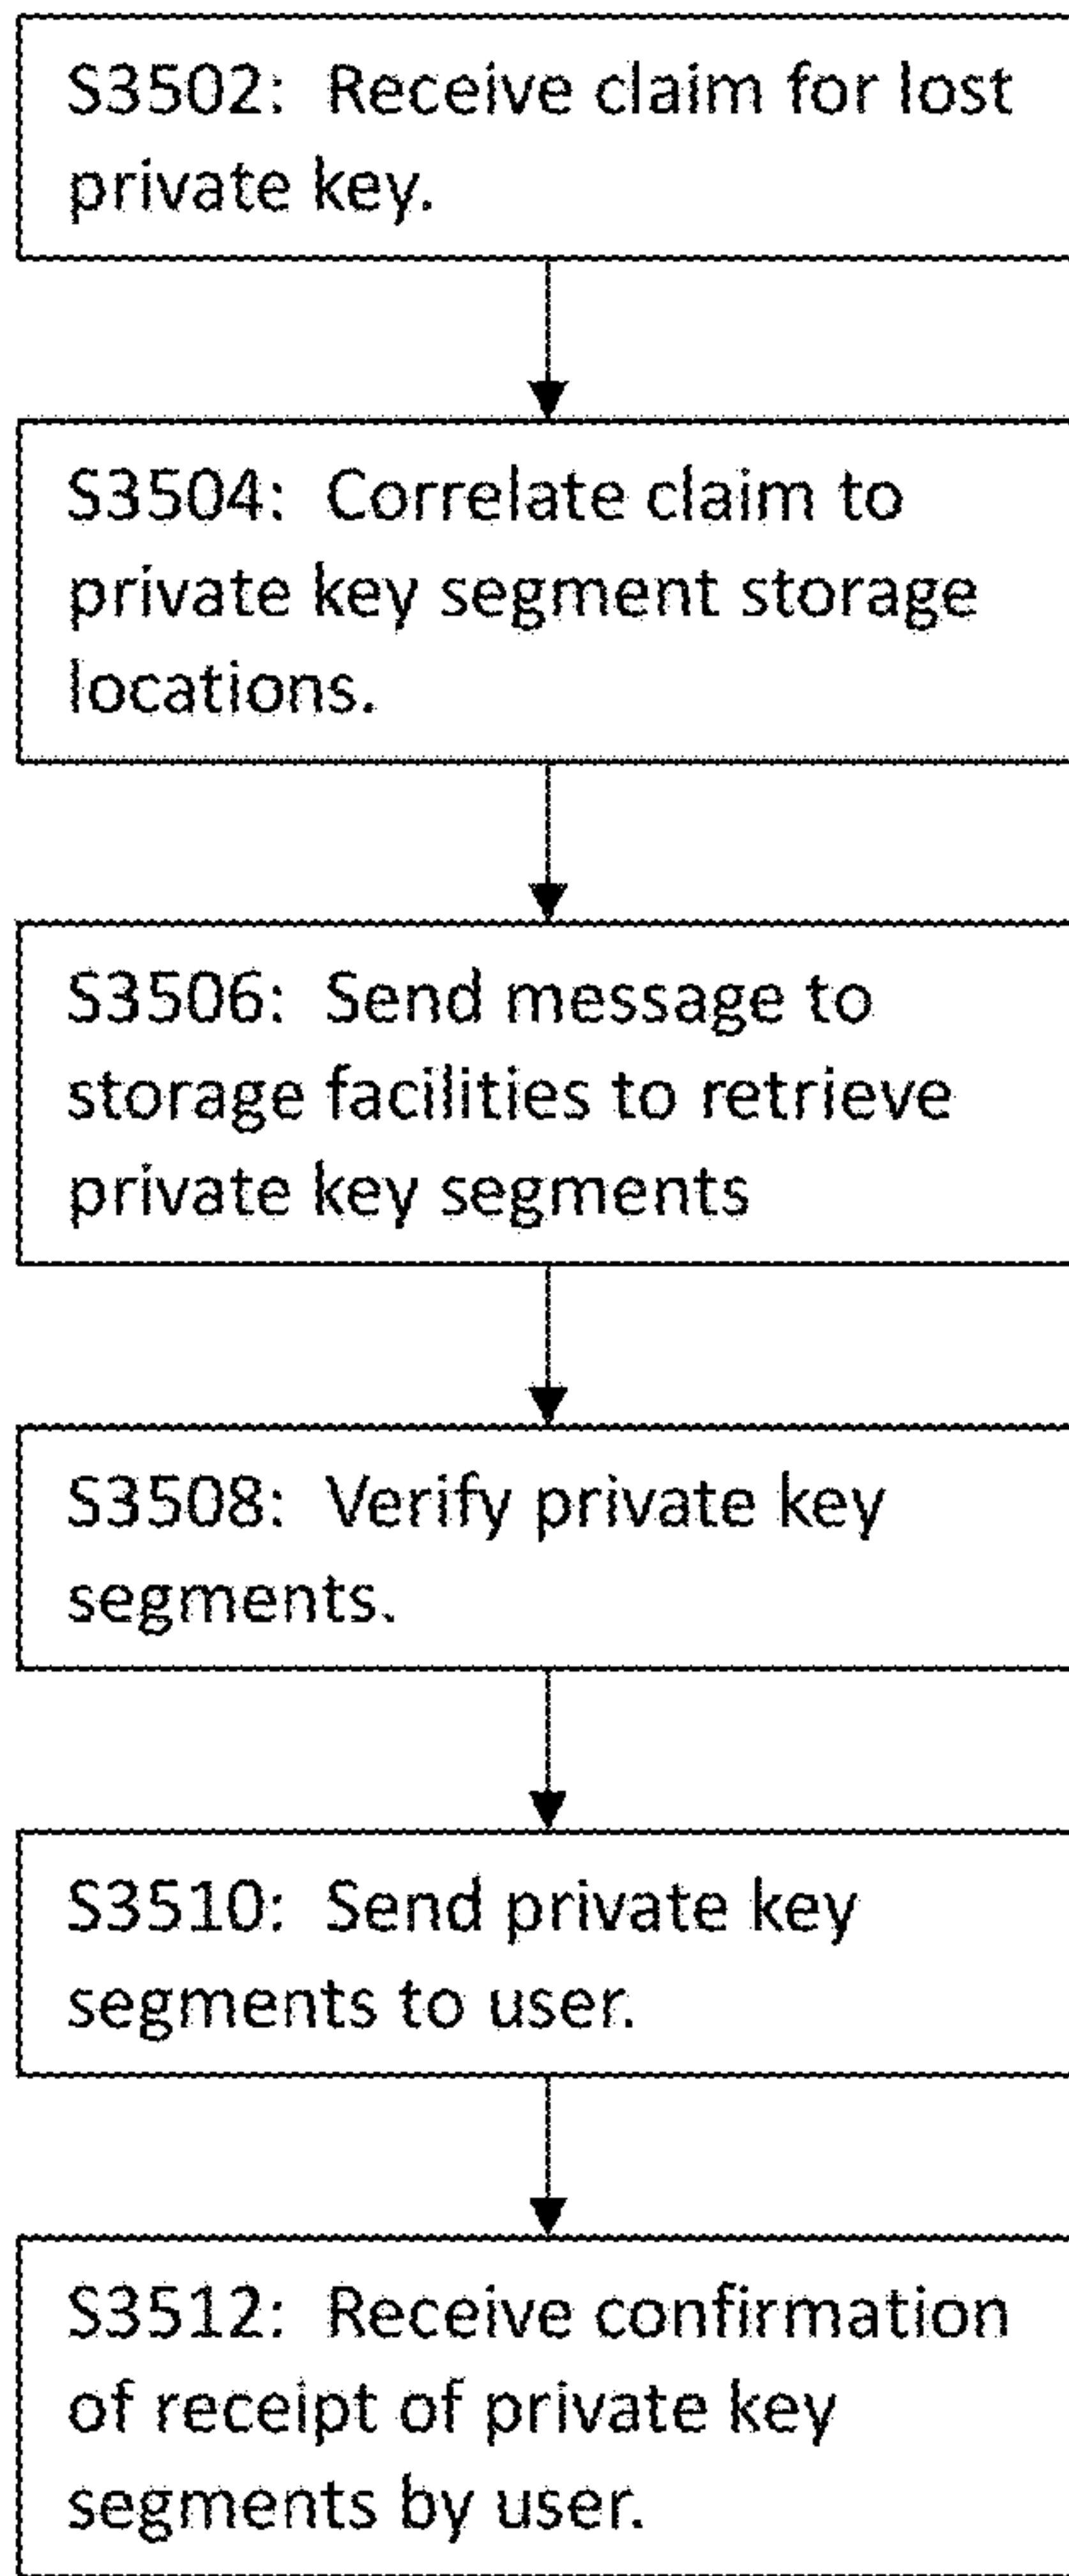 S3502: Receive claim for lost
private key.
S3504: Correlate claim to
private key segment storage
locations.
S3506: Send message to
storage facilities to retrieve
private key segments
S3508: Verify private key
segments.
S3510: Send private key
segments to user.
S3512: Receive confirmation
of receipt of private key
segments by user.